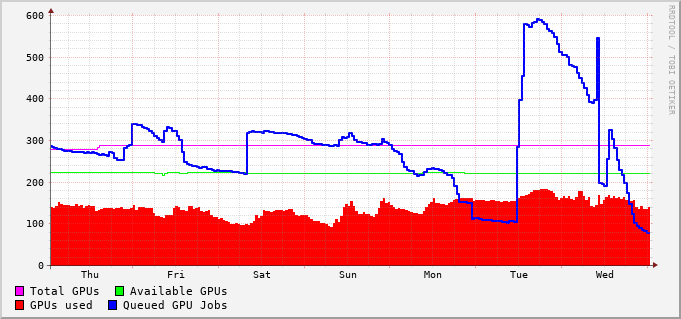 600
500
400
300
200
100
0
Thu Fri Sat Sun Mon Tue Wed
Total GPUs Available GPUs
GPUs used Queued GPU Jobs
RRDTOOL / TOBI OETIKER